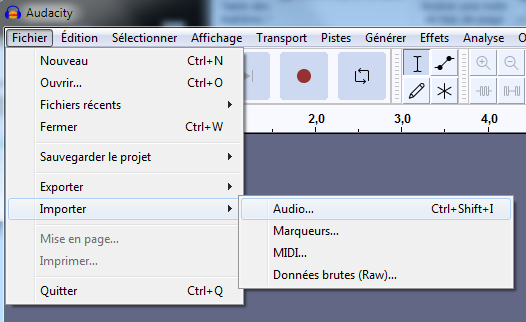 Audacity
Fichier Édition Sélectionner Affichage Transport Pistes Générer Effets Analyse
Nouveau Ctrl+N
Ouvrir... Ctrl+O
Fichiers récents
Fermer Ctrl+W
2,0 3,0 4,0
Sauvegarder le projet
Exporter
Importer
Audio... Ctrl+Shift+I
Marqueurs...
Mise en page...
MIDI...
Imprimer...
Données brutes (Raw)...
Quitter Ctrl+Q